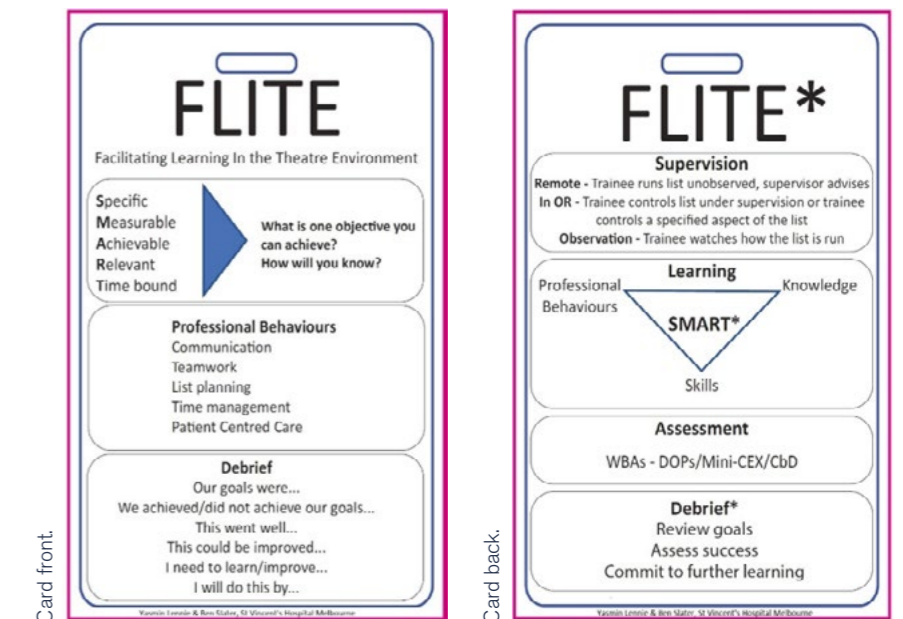 FLITE
Facilitating Learning In the Theatre Environment
Specific
Measurable
Achievable
Relevant
Time bound
What is one objective you
can achieve?
How will you know?
Professional Behaviours
Communication
Teamwork
List planning
Time management
Patient Centred Care
Debrief
Our goals were...
We achieved/did not achieve our goals...
This went well...
This could be improved...
I need to learn/improve...
I will do this by...
Yasmin Lennie & Ben Slater, St Vincent's Hospital Melbourne
Card front.
FLITE*
Supervision
Remote - Trainee runs list unobserved, supervisor advises
In OR - Trainee controls list under supervision or trainee
controls a specified aspect of the list
Observation - Trainee watches how the list is run
Learning
Professional
Behaviours
Knowledge
SMART*
Skills
Assessment
WBAs - DOPs/Mini-CEX/CbD
Debrief*
Review goals
Assess success
Commit to further learning
Yasmin Lennie & Ben Slater, St Vincent's Hospital Melbourne
Card back.